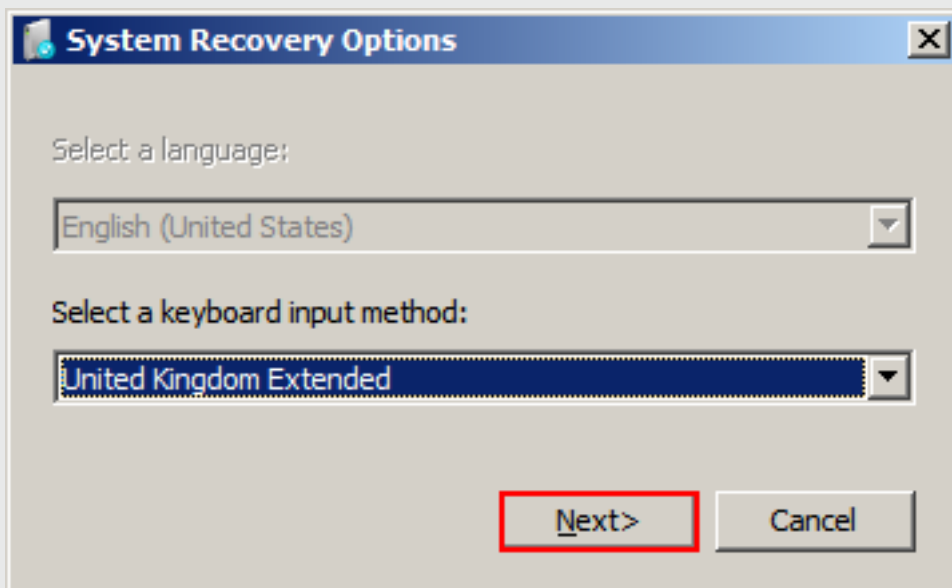 System Recovery Options
Select a language:
English (United States)
Select a keyboard input method:
United Kingdom Extended
Next> Cancel